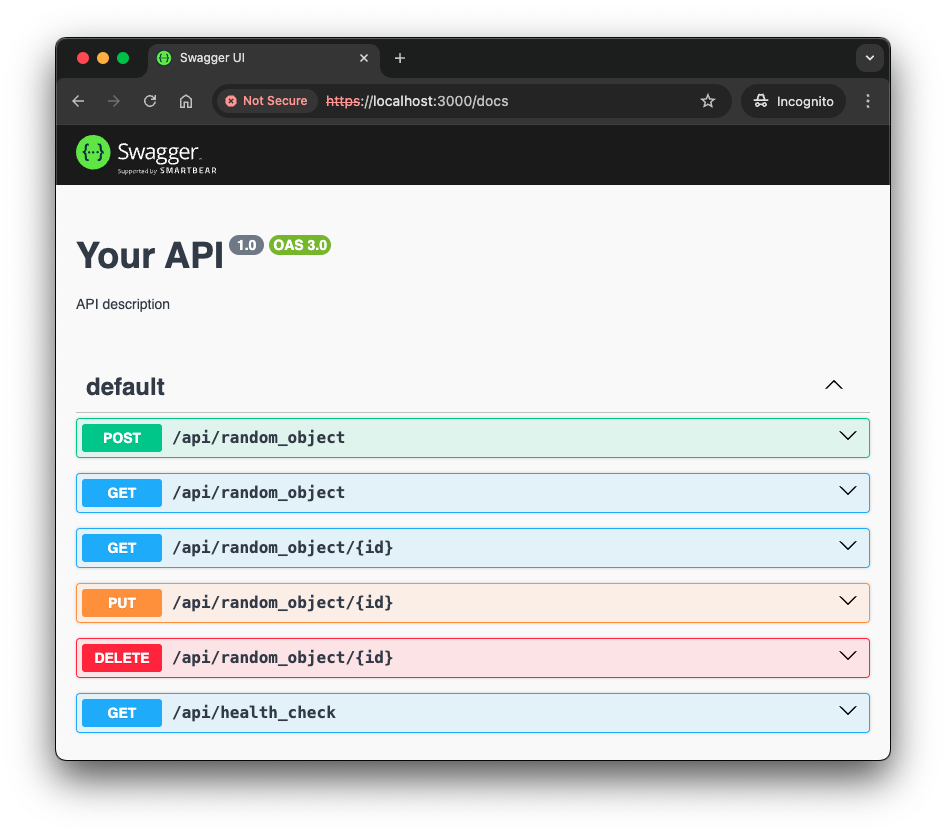 Swagger UI
Not Secure https://localhost:3000/docs Incognito
{···} Swagger
Supported by SMARTBEAR
Your API 1.0 OAS 3.0
API description
default
POST /api/random_object
GET /api/random_object
GET /api/random_object/{id}
PUT /api/random_object/{id}
DELETE /api/random_object/{id}
GET /api/health_check